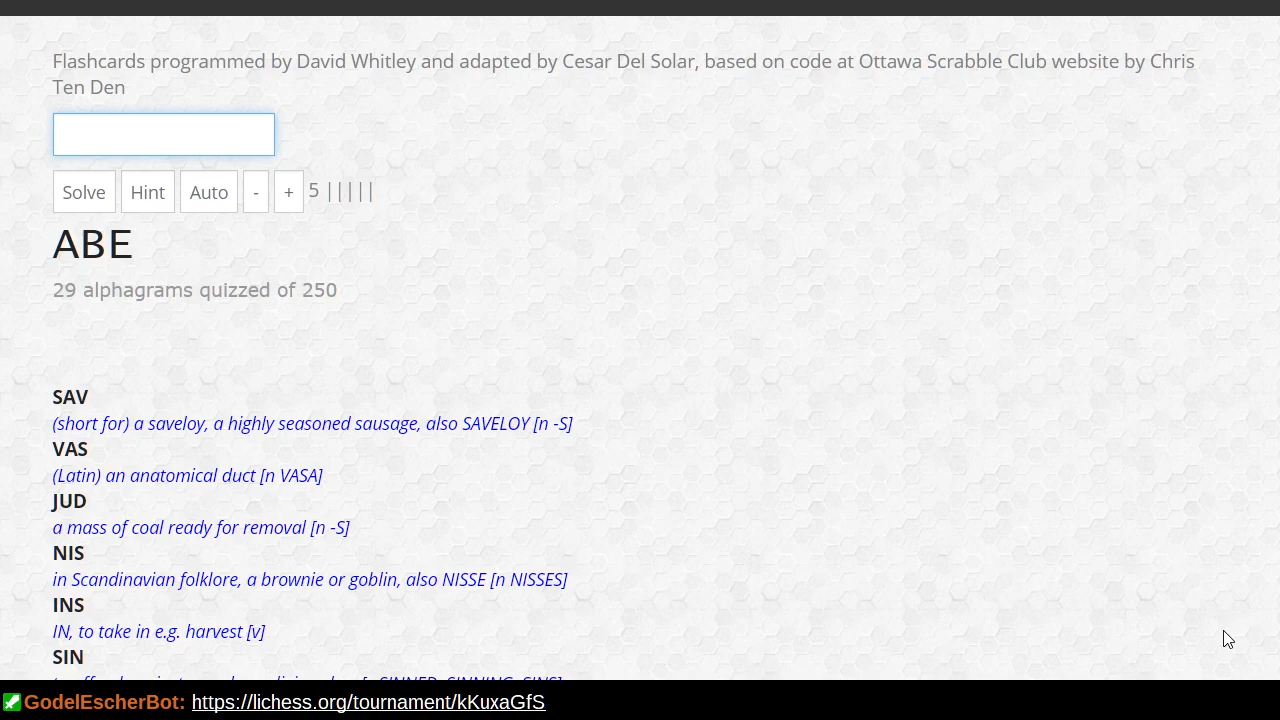 Flashcards programmed by David Whitley and adapted by Cesar Del Solar, based on code at Ottawa Scrabble Club website by Chris
Ten Den
Solve Hint Auto - + 5 |||||
ABE
29 alphagrams quizzed of 250
SAV
(short for) a saveloy, a highly seasoned sausage, also SAVELOY [n -S]
VAS
(Latin) an anatomical duct [n VASA]
JUD
a mass of coal ready for removal [n -S]
NIS
in Scandinavian folklore, a brownie or goblin, also NISSE [n NISSES]
INS
IN, to take in e.g. harvest [v]
SIN
GodelEscherBot: https://lichess.org/tournament/kKuxaGfS